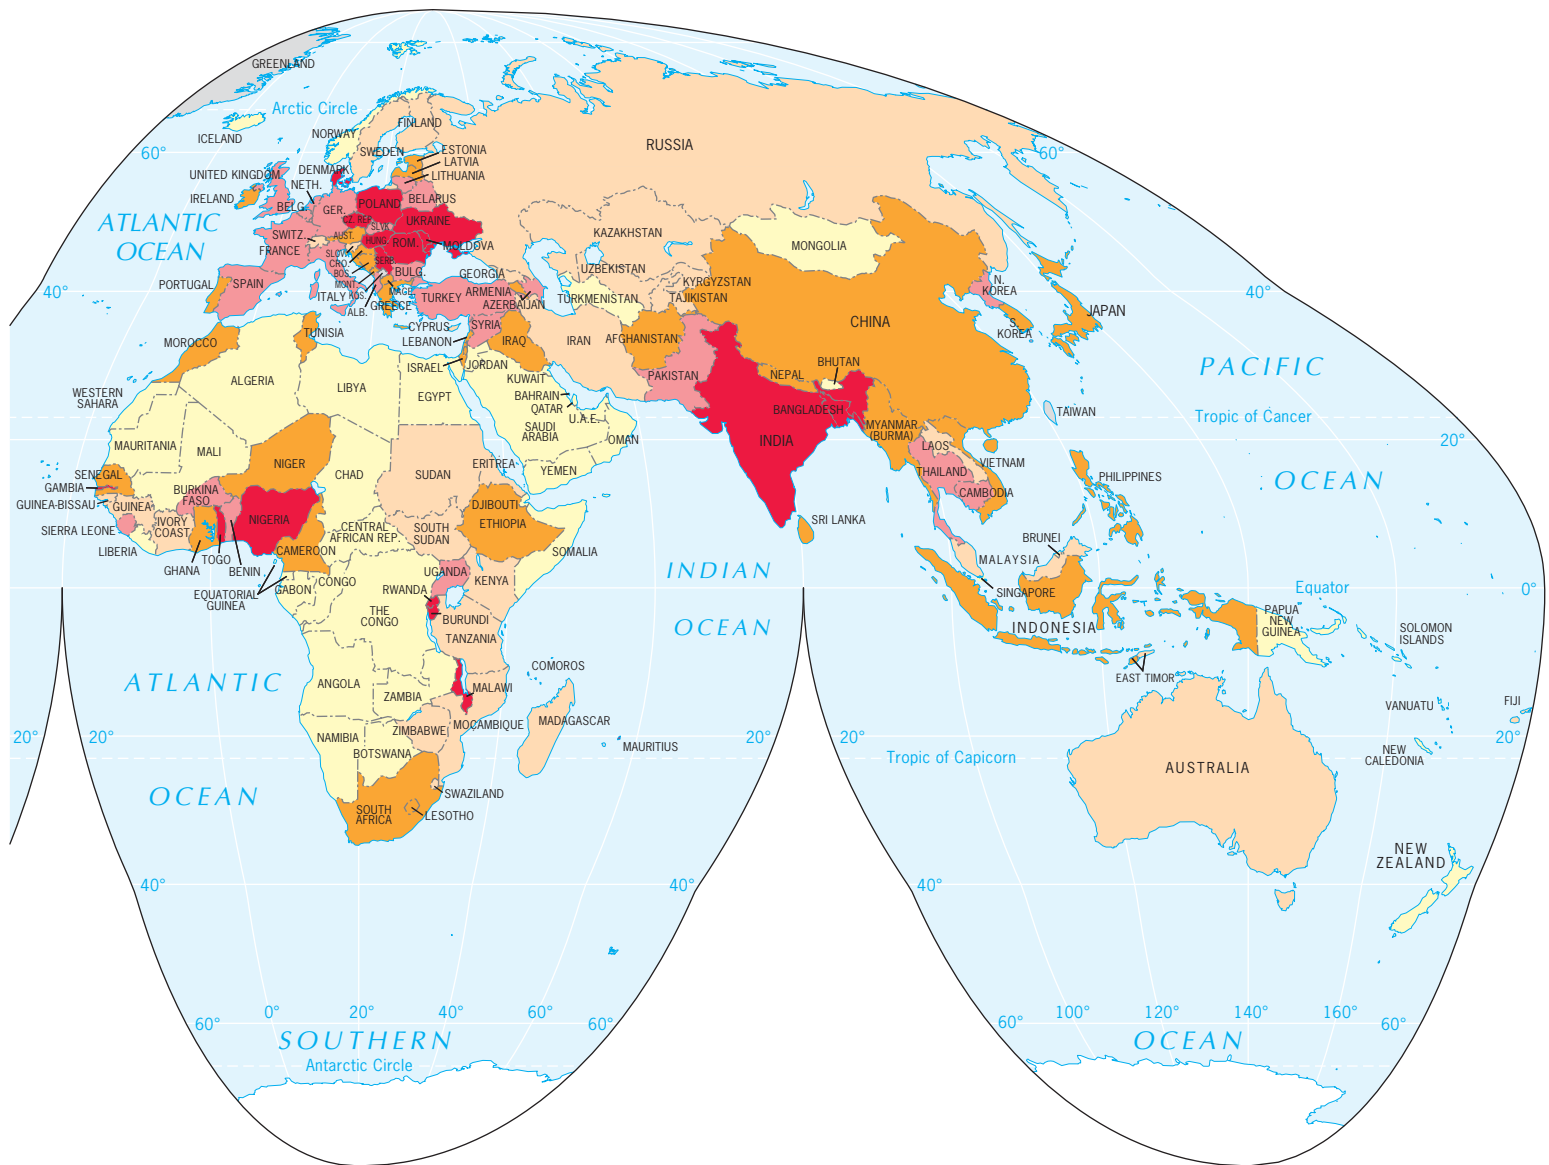 GREENLAND
Arctic Circle
ICELAND
NORWAY
FINLAND
SWEDEN
RUSSIA
60°
60°
ESTONIA
LATVIA
LITHUANIA
DENMARK
UNITED KINGDOM
NETH.
IRELAND
BELG.
GER.
POLAND
BELARUS
CZ. REP.
SLVK.
UKRAINE
ATLANTIC
OCEAN
SWITZ.
AUST.
HUNG.
ROM.
MOLDOVA
FRANCE
SLOV.
CRO.
BOS.
SERB.
MONT.
KOS.
BULG.
MACE.
ITALY
ALB.
GREECE
PORTUGAL
SPAIN
40°
40°
GEORGIA
ARMENIA
AZERBAIJAN
TURKEY
KAZAKHSTAN
MONGOLIA
UZBEKISTAN
KYRGYZSTAN
TURKMENISTAN
TAJIKISTAN
N.
KOREA
S.
KOREA
JAPAN
CHINA
MOROCCO
TUNISIA
CYPRUS
LEBANON
SYRIA
IRAQ
IRAN
AFGHANISTAN
ISRAEL
JORDAN
KUWAIT
PAKISTAN
NEPAL
BHUTAN
PACIFIC
WESTERN
SAHARA
ALGERIA
LIBYA
EGYPT
BAHRAIN
QATAR
U.A.E.
SAUDI
ARABIA
OMAN
BANGLADESH
INDIA
MYANMAR
(BURMA)
TAIWAN
Tropic of Cancer
20°
MAURITANIA
MALI
NIGER
CHAD
SUDAN
ERITREA
YEMEN
LAOS
THAILAND
VIETNAM
CAMBODIA
PHILIPPINES
OCEAN
SENEGAL
GAMBIA
GUINEA-BISSAU
GUINEA
SIERRA LEONE
LIBERIA
IVORY
COAST
BURKINA
FASO
GHANA
TOGO
BENIN
NIGERIA
CAMEROON
CENTRAL
AFRICAN REP.
SOUTH
SUDAN
DJIBOUTI
ETHIOPIA
SOMALIA
SRI LANKA
BRUNEI
MALAYSIA
SINGAPORE
EQUATORIAL
GUINEA
GABON
CONGO
THE
CONGO
UGANDA
KENYA
RWANDA
BURUNDI
TANZANIA
INDIAN
OCEAN
Equator
0°
INDONESIA
PAPUA
NEW
GUINEA
SOLOMON
ISLANDS
EAST TIMOR
ATLANTIC
OCEAN
ANGOLA
ZAMBIA
MALAWI
COMOROS
MOÇAMBIQUE
MADAGASCAR
ZIMBABWE
NAMIBIA
BOTSWANA
MAURITIUS
VANUATU
FIJI
NEW
CALEDONIA
20°
20°
20°
20°
20°
Tropic of Capicorn
AUSTRALIA
SOUTH
AFRICA
SWAZILAND
LESOTHO
NEW
ZEALAND
40°
40°
40°
0°
20°
40°
60°
60°
60°
60°
100°
120°
140°
160°
60°
SOUTHERN
OCEAN
Antarctic Circle